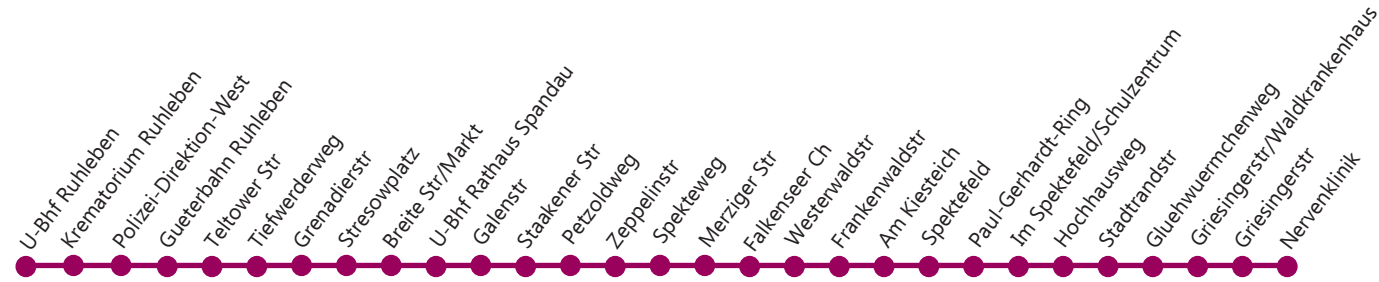 U-Bhf Ruhleben
Krematorium Ruhleben
Polizei-Direktion-West
Gueterbahn Ruhleben
Teltower Str
Tiefwerderweg
Grenadierstr
Stresowplatz
Breite Str/Markt
U-Bhf Rathaus Spandau
Galenstr
Staakener Str
Petzoldweg
Zeppelinstr
Spekteweg
Merziger Str
Falkenseer Ch
Westerwaldstr
Frankenwaldstr
Am Kiesteich
Spektefeld
Paul-Gerhardt-Ring
Im Spektefeld/Schulzentrum
Hochhausweg
Stadtrandstr
Gluehwuermchenweg
Griesingerstr/Waldkrankenhaus
Griesingerstr
Nervenklinik